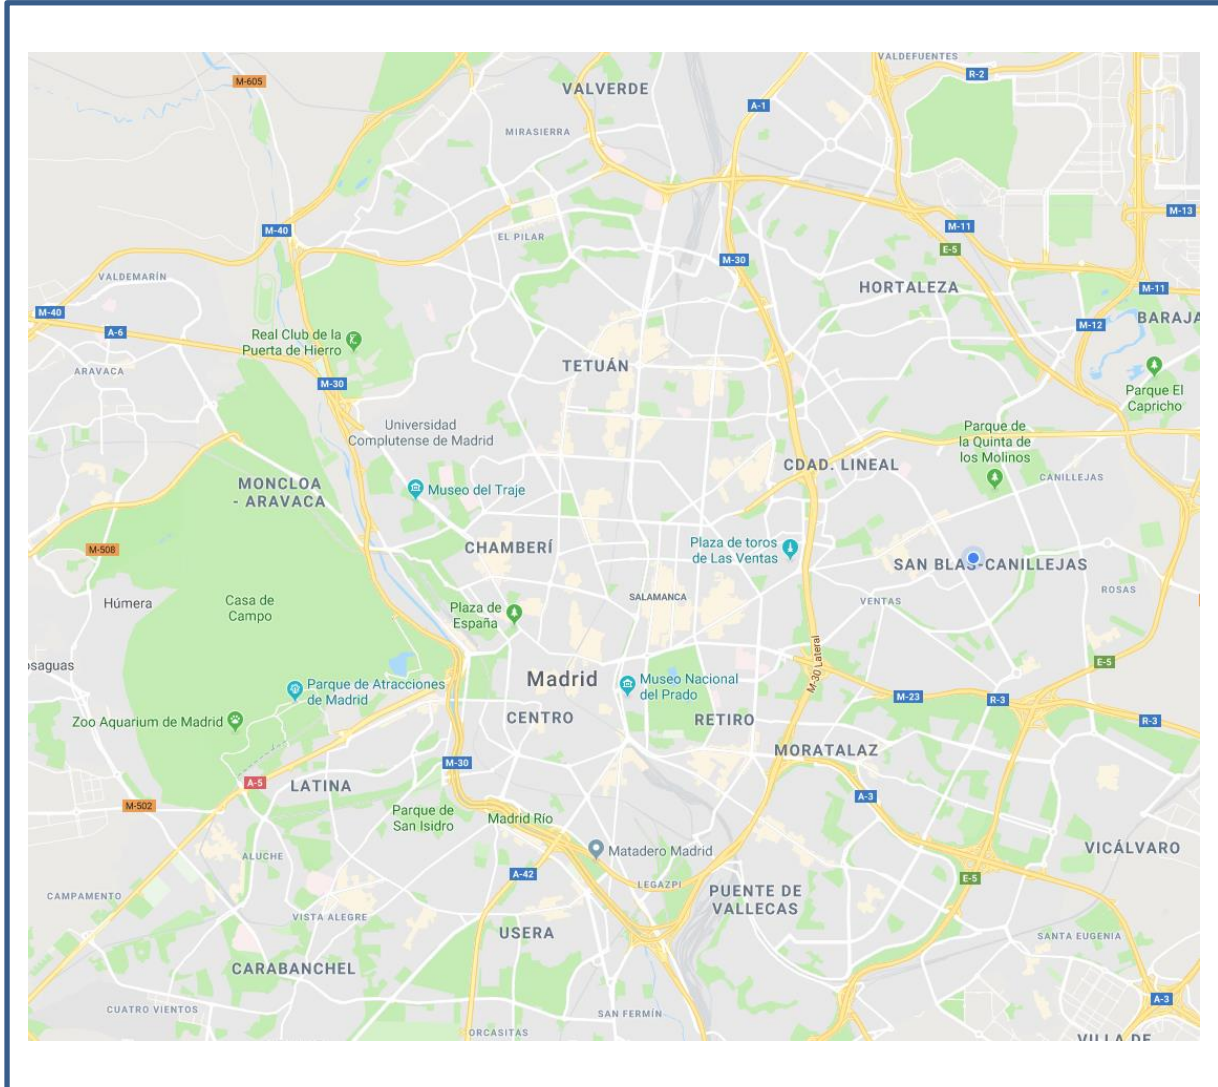 VALDEFUENTES
R-2
M-605
VALVERDE
A-1
MIRASIERRA
M-13
M-11
M-40
EL PILAR
E-5
M-30
VALDEMARÍN
HORTALEZA
M-11
M-40
BARAJA
M-12
A-6
Real Club de la
Puerta de Hierro
TETUÁN
ARAVACA
M-30
Parque El
Capricho
Universidad
Complutense de Madrid
Parque de
la Quinta de
los Molinos
CDAD. LINEAL
CANILLEJAS
MONCLOA
- ARAVACA
Museo del Traje
M-508
CHAMBERÍ
Plaza de toros
de Las Ventas
SAN BLAS-CANILLEJAS
ROSAS
Húmera
Casa de
Campo
SALAMANCA
VENTAS
Plaza de
España
M-30 Lateral
osaguas
E-5
Parque de Atracciones
de Madrid
Madrid
Museo Nacional
del Prado
M-23
R-3
Zoo Aquarium de Madrid
CENTRO
RETIRO
R-3
MORATALAZ
M-30
A-5
LATINA
A-3
M-502
Parque de
San Isidro
Madrid Río
Matadero Madrid
VICÁLVARO
ALUCHE
A-42
LEGAZPI
E-5
CAMPAMENTO
PUENTE DE
VALLECAS
VISTA ALEGRE
USERA
SANTA EUGENIA
CARABANCHEL
A-3
CUATRO VIENTOS
SAN FERMÍN
ORCASITAS
VILLA DE